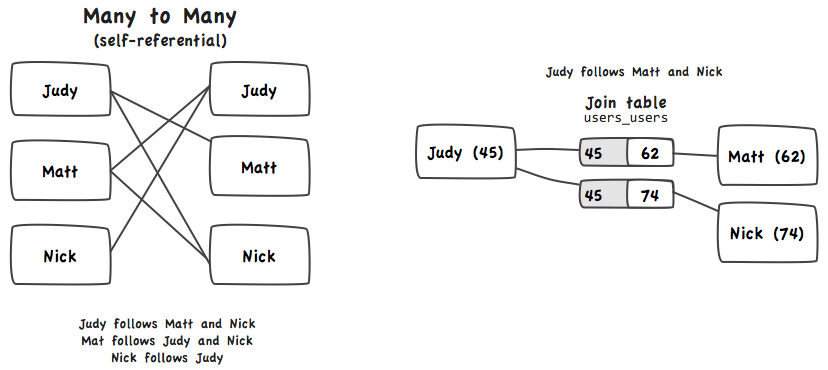 Many to Many
(self-referential)
Judy
Judy
Matt
Matt
Nick
Nick
Judy follows Matt and Nick
Mat follows Judy and Nick
Nick follows Judy
Judy follows Matt and Nick
Join table
users_users
Judy (45)
45 62
Matt (62)
45 74
Nick (74)